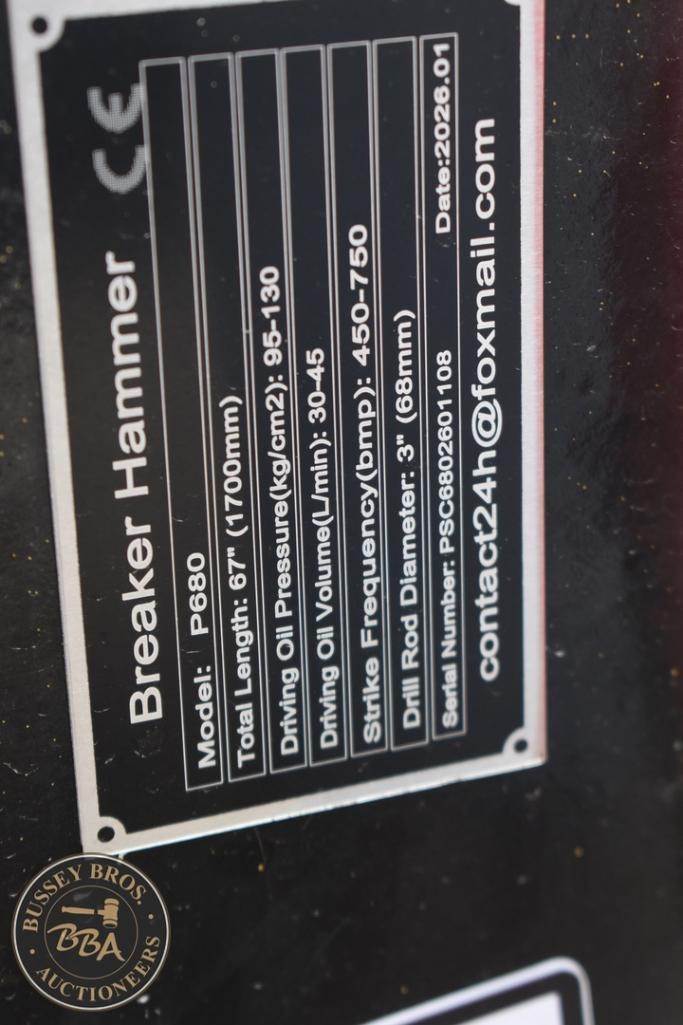 Breaker Hammer CE
Model: P680
Total Length: 67" (1700mm)
Driving Oil Pressure(kg/cm2): 95-130
Driving Oil Volume(L/min): 30-45
Strike Frequency(bmp): 450-750
Drill Rod Diameter: 3" (68mm)
Serial Number: PSC6802601108 Date:2026.01
contact24h@foxmail.com
BUSSEY BROS.
BBA
AUCTIONEERS